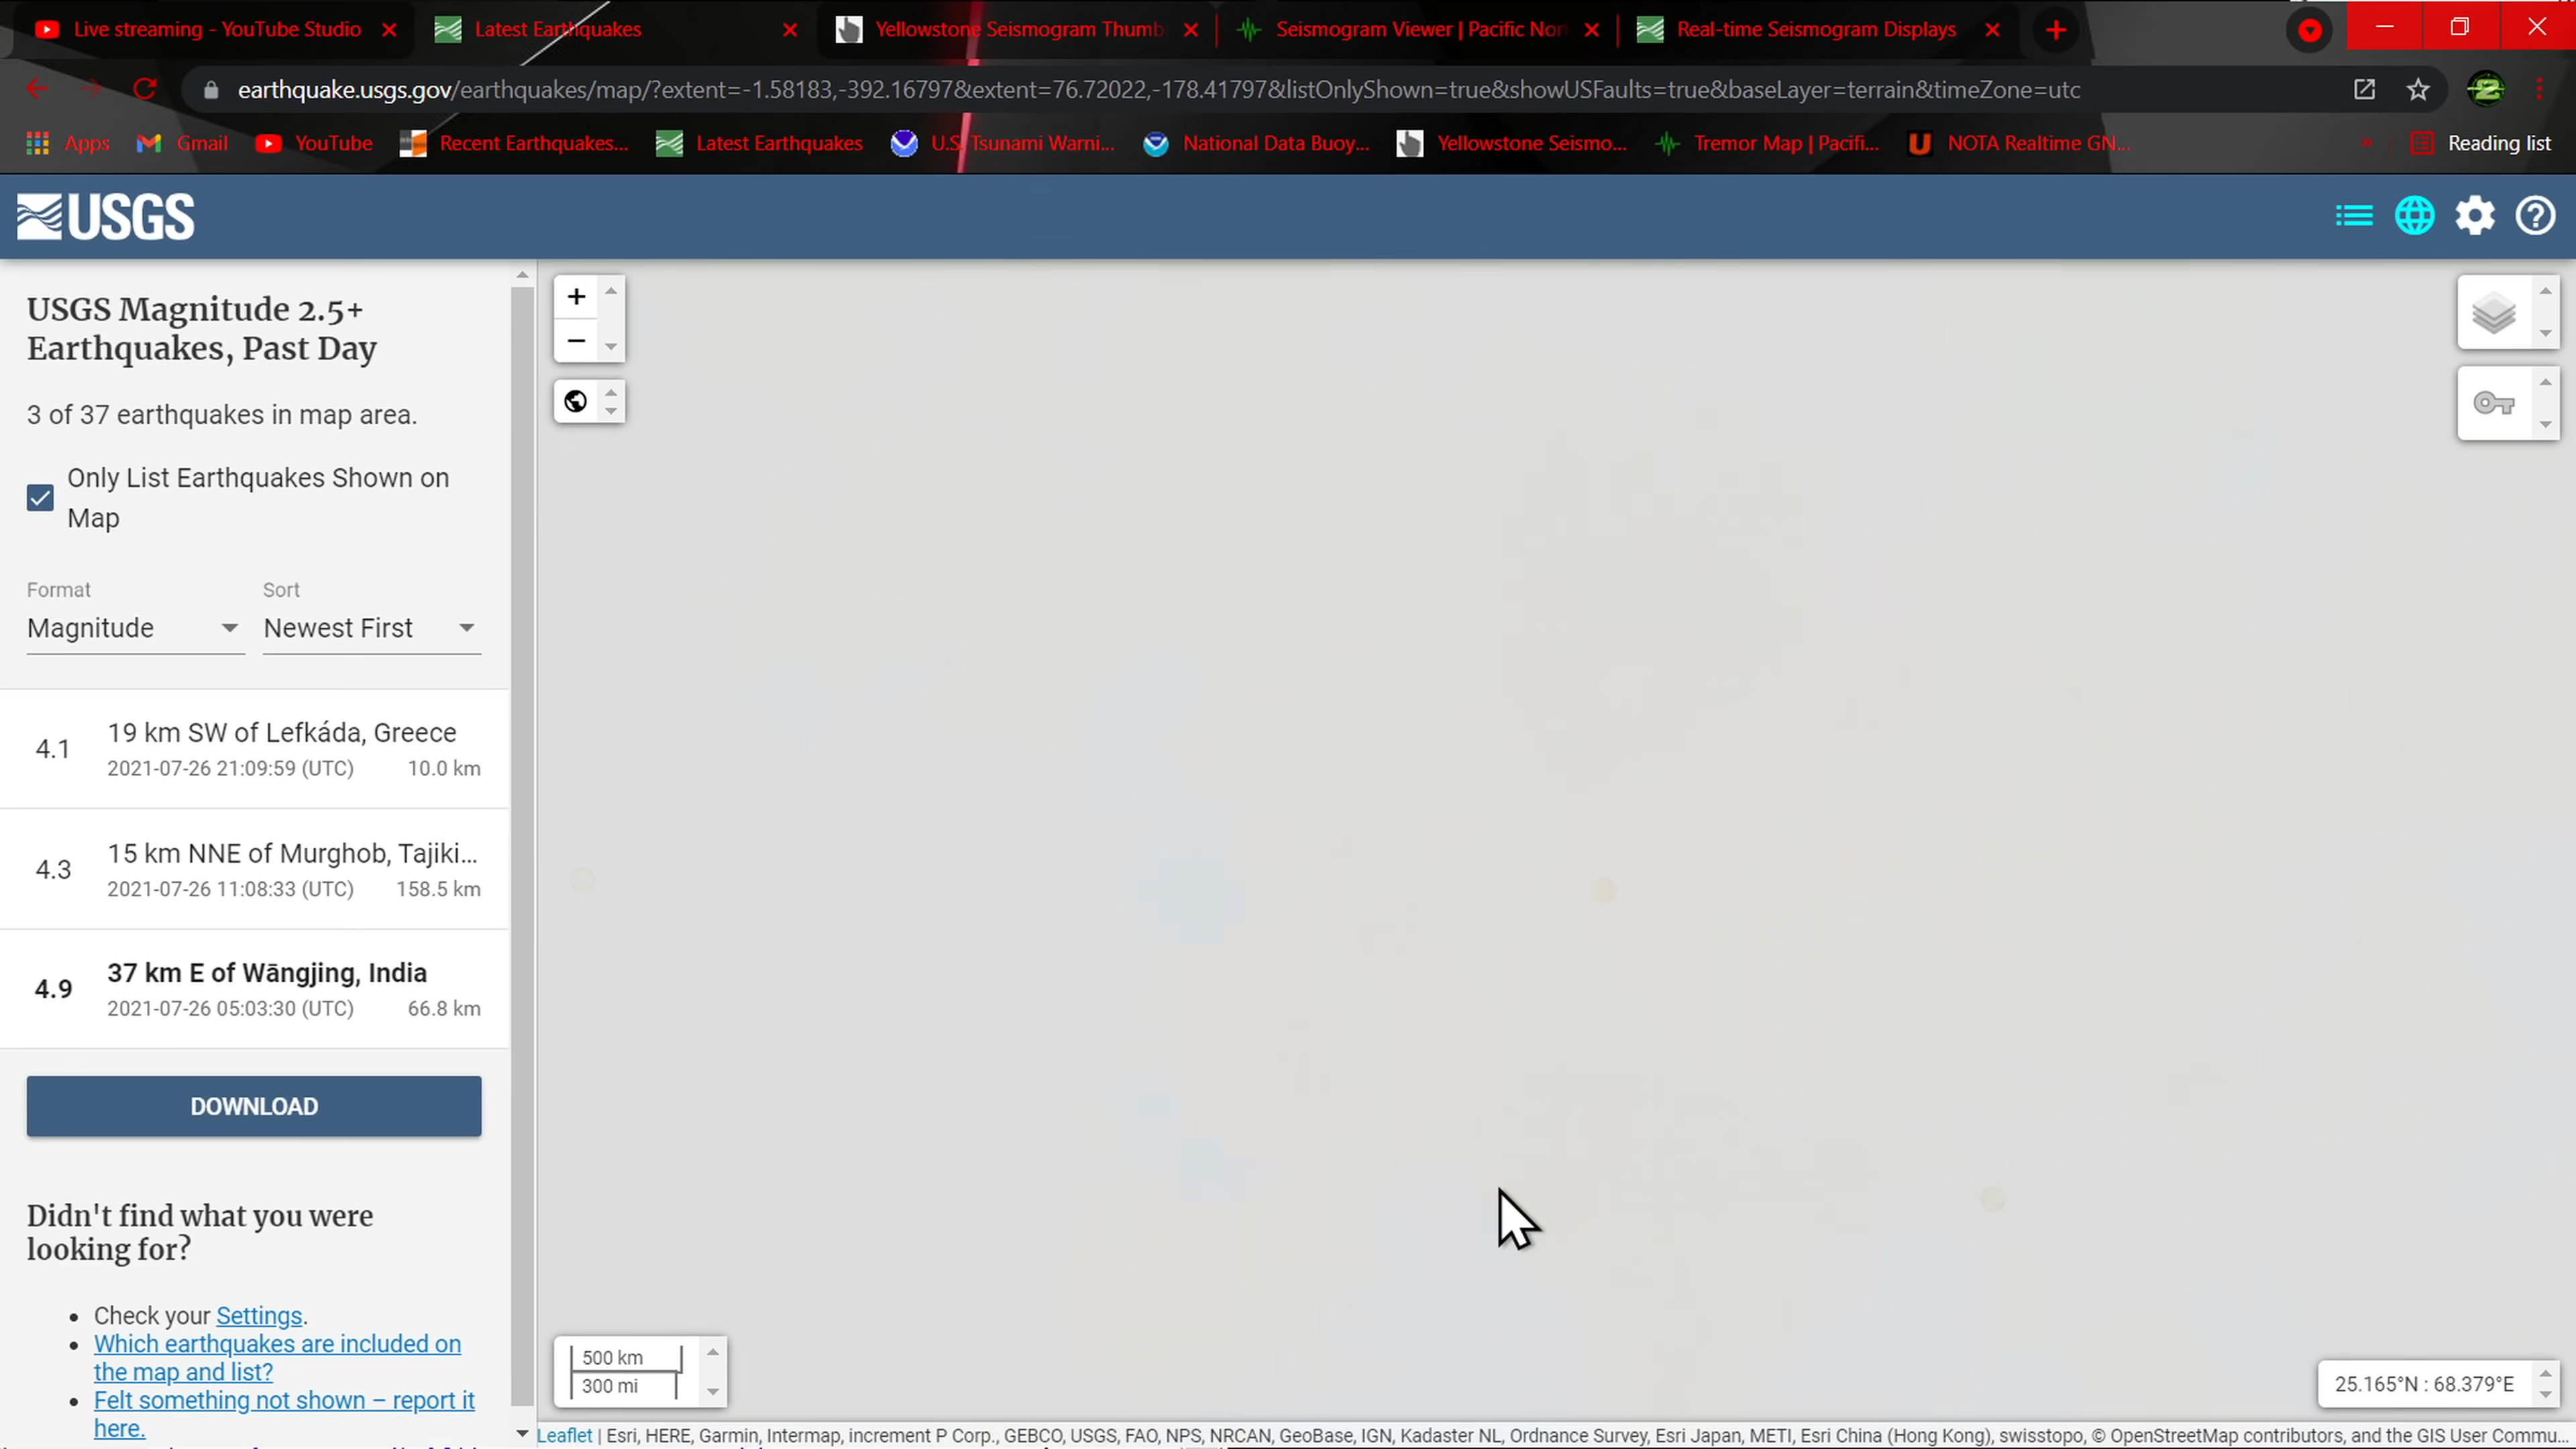 Live streaming - YouTube Studio
Latest Earthquakes
Yellowstone Seismogram Thumb
Seismogram Viewer | Pacific Nor
Real-time Seismogram Displays
earthquake.usgs.gov/earthquakes/map/?extent=-1.58183,-392.16797&extent=76.72022,-178.41797&listOnlyShown=true&showUSFaults=true&baseLayer=terrain&timeZone=utc
Apps
Gmail
YouTube
Recent Earthquakes...
Latest Earthquakes
U.S. Tsunami Warni...
National Data Buoy...
Yellowstone Seismo...
Tremor Map | Pacifi...
NOTA Realtime GN...
Reading list
USGS
USGS Magnitude 2.5+
Earthquakes, Past Day
3 of 37 earthquakes in map area.
Only List Earthquakes Shown on
Map
Format
Sort
Magnitude
Newest First
4.1
19 km SW of Lefkáda, Greece
2021-07-26 21:09:59 (UTC)
10.0 km
4.3
15 km NNE of Murghob, Tajiki...
2021-07-26 11:08:33 (UTC)
158.5 km
4.9
37 km E of Wāngjing, India
2021-07-26 05:03:30 (UTC)
66.8 km
DOWNLOAD
Didn't find what you were
looking for?
Check your Settings.
Which earthquakes are included on
the map and list?
Felt something not shown – report it
here.
500 km
300 mi
25.165°N : 68.379°E
Leaflet | Esri, HERE, Garmin, Intermap, increment P Corp., GEBCO, USGS, FAO, NPS, NRCAN, GeoBase, IGN, Kadaster NL, Ordnance Survey, Esri Japan, METI, Esri China (Hong Kong), swisstopo, © OpenStreetMap contributors, and the GIS User Commu...